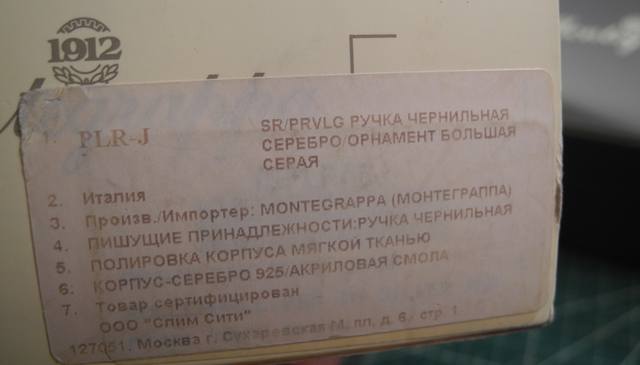 1912
1. PLR-J SR/PRVLG РУЧКА ЧЕРНИЛЬНАЯ
СЕРЕБРО/ОРНАМЕНТ БОЛЬШАЯ
СЕРАЯ
2. Италия
3. Произв./Импортер: MONTEGRAPPA (МОНТЕГРАППА)
4. ПИШУЩИЕ ПРИНАДЛЕЖНОСТИ:РУЧКА ЧЕРНИЛЬНАЯ
5. ПОЛИРОВКА КОРПУСА МЯГКОЙ ТКАНЬЮ
6. КОРПУС-СЕРЕБРО 925/АКРИЛОВАЯ СМОЛА
7. Товар сертифицирован
ООО "Слим Сити"
127051, Москва г. Сухаревская М. пл, д. 6, стр. 1